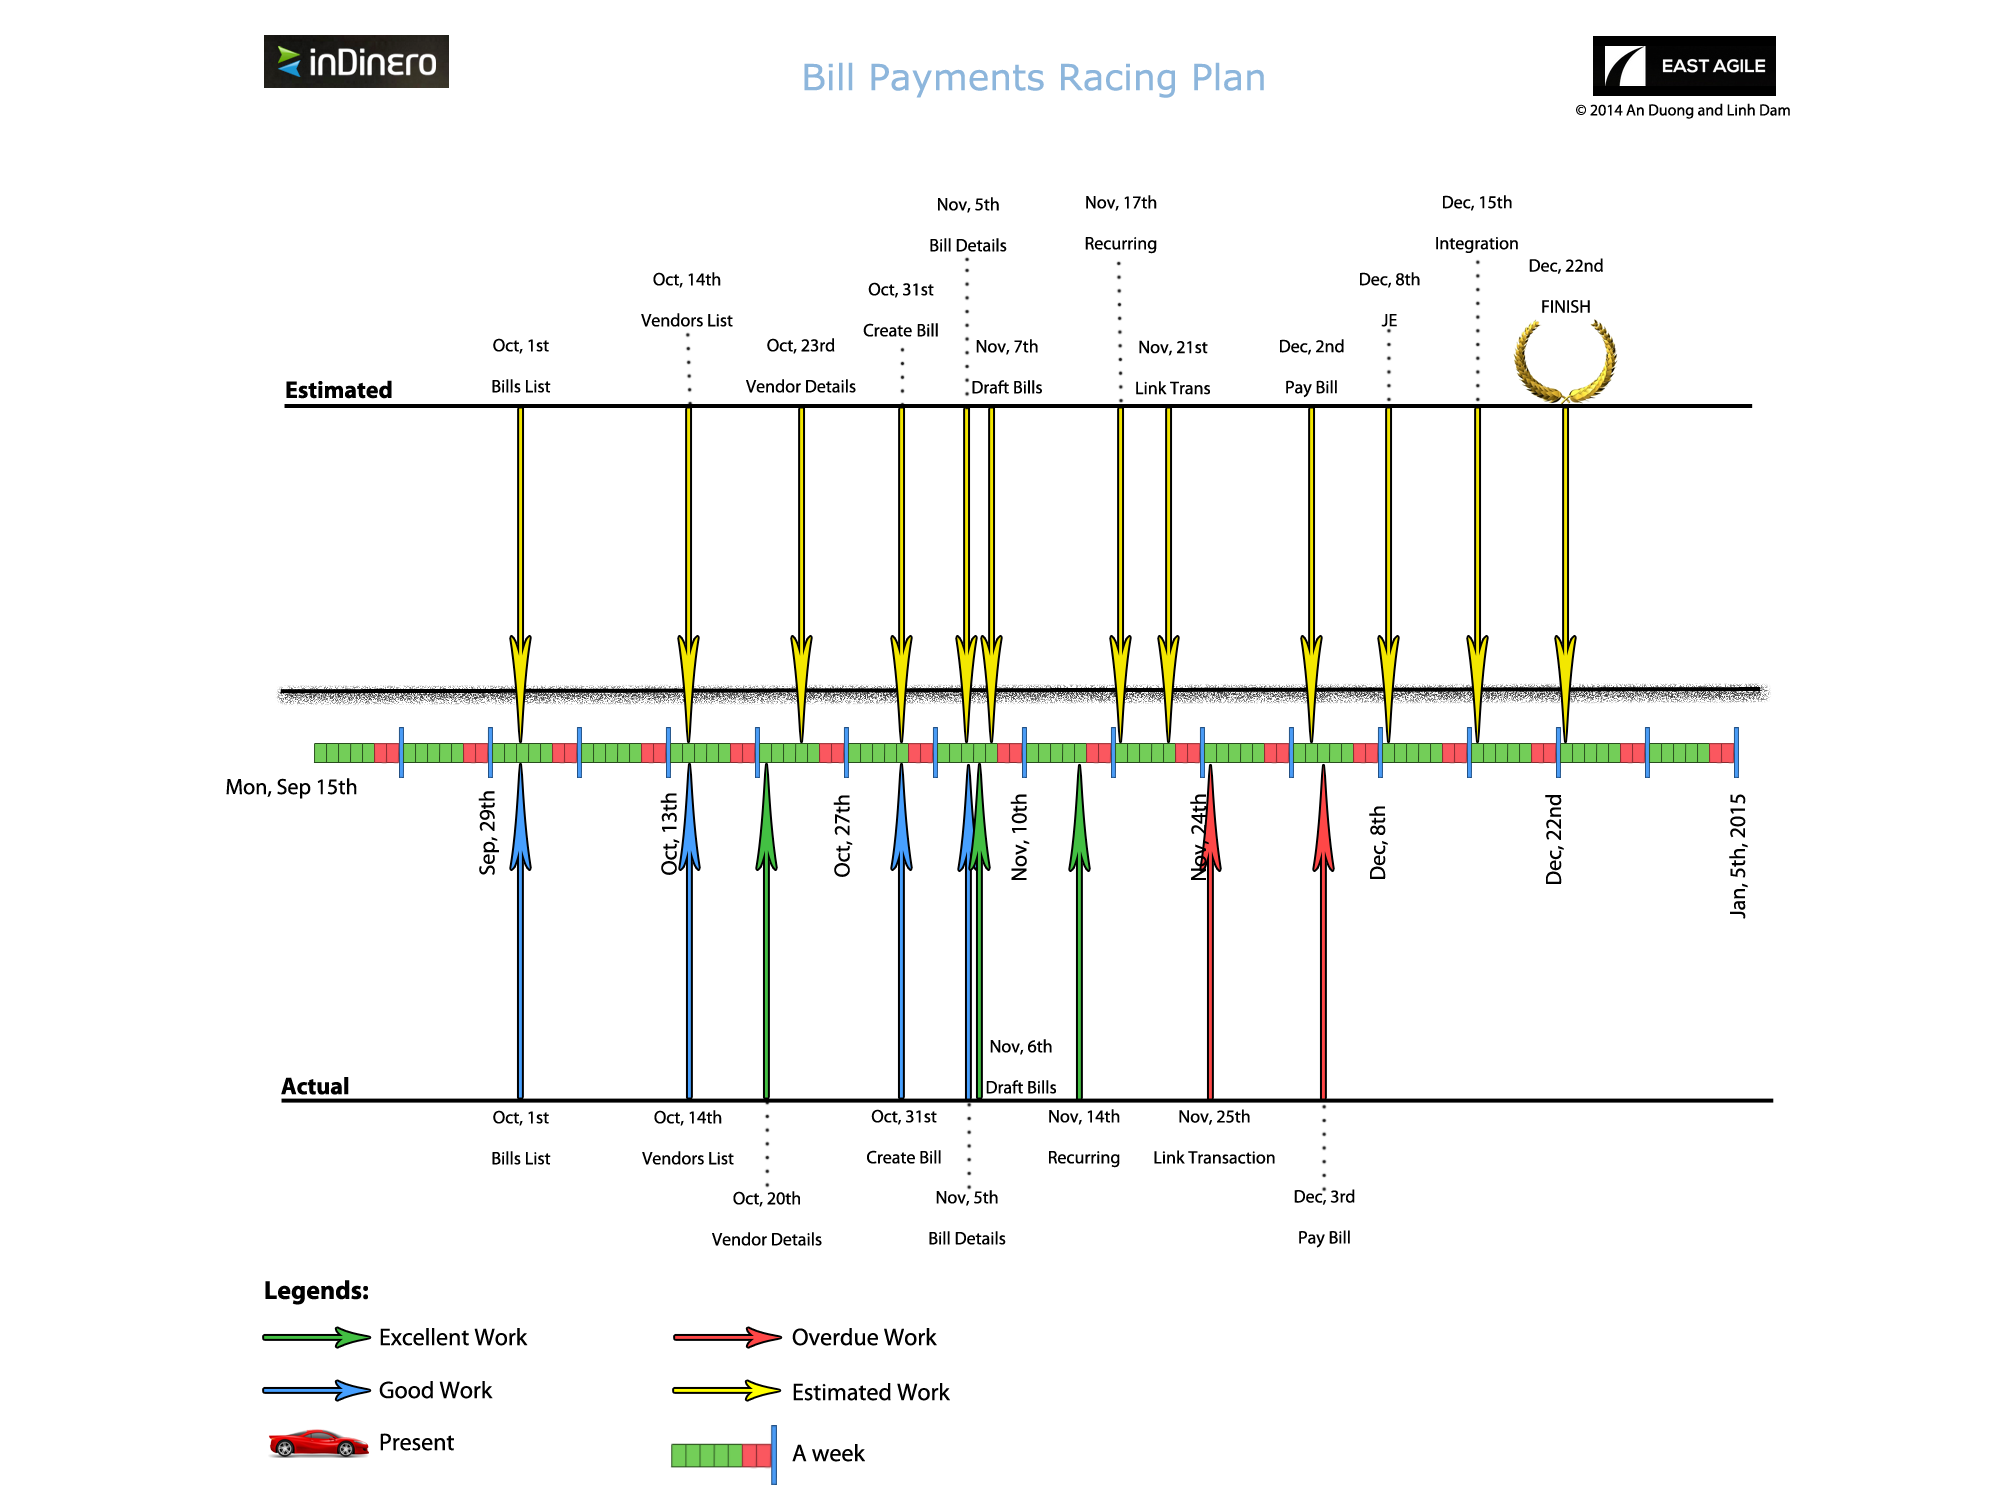 inDinero
Bill Payments Racing Plan
EAST AGILE
© 2014 An Duong and Linh Dam
Nov, 5th
Bill Details
Nov, 17th
Recurring
Dec, 15th
Integration
Dec, 22nd
FINISH
Oct, 14th
Vendors List
Oct, 31st
Create Bill
Dec, 8th
JE
Oct, 1st
Bills List
Oct, 23rd
Vendor Details
Nov, 7th
Draft Bills
Nov, 21st
Link Trans
Dec, 2nd
Pay Bill
Estimated
Mon, Sep 15th
Sep, 29th
Oct, 13th
Oct, 27th
Nov, 10th
Nov, 24th
Dec, 8th
Dec, 22nd
Jan, 5th, 2015
Nov, 6th
Draft Bills
Actual
Oct, 1st
Bills List
Oct, 14th
Vendors List
Oct, 31st
Create Bill
Nov, 14th
Recurring
Nov, 25th
Link Transaction
Oct, 20th
Vendor Details
Nov, 5th
Bill Details
Dec, 3rd
Pay Bill
Legends:
Excellent Work
Overdue Work
Good Work
Estimated Work
Present
A week